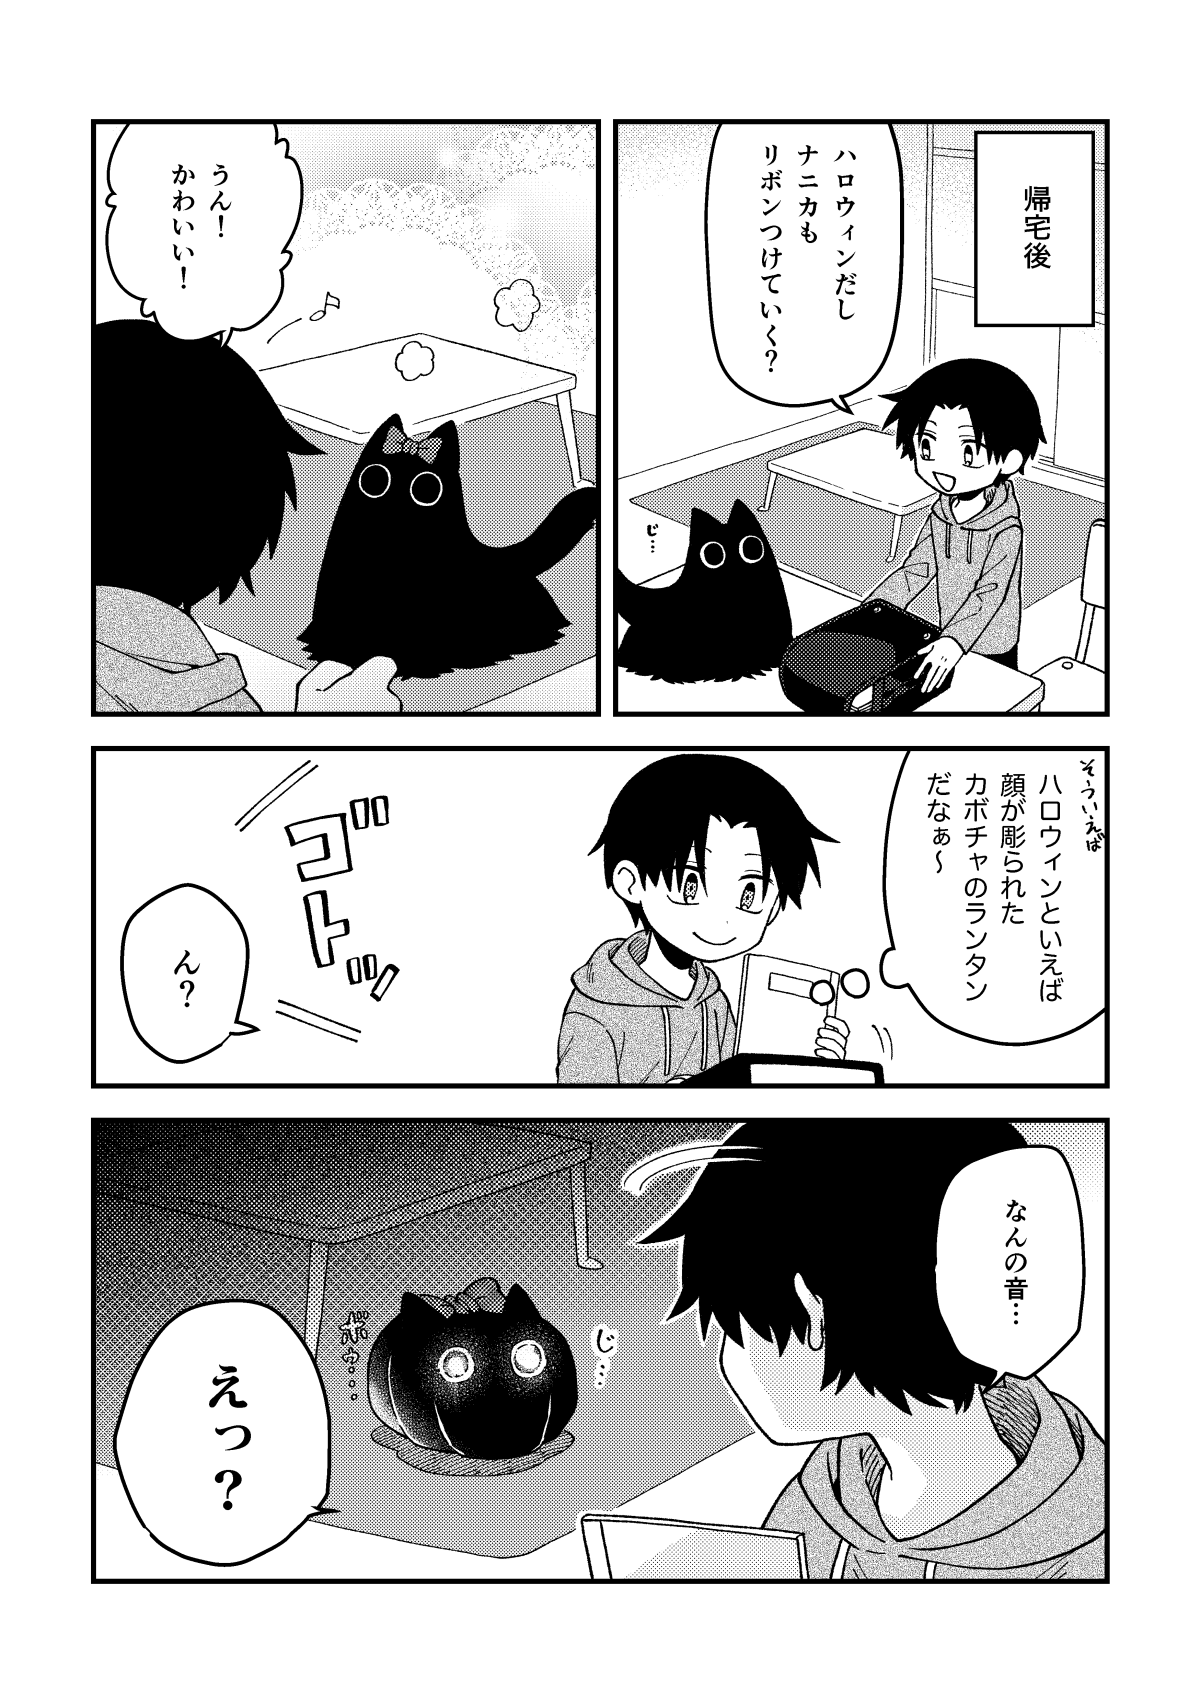 帰宅後
ハロウィンだし
ナニカも
リボンつけていく?
じ…
うん!
かわいい!
そういえば
ハロウィンといえば
顔が彫られた
カボチャのランタン
だなぁ～
ゴトッ
ん?
なんの音…
じ…
ボゥ…
えっ?